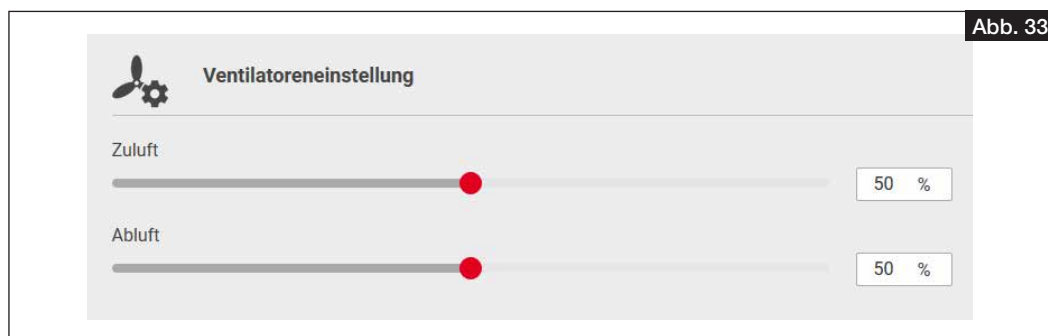 Abb. 33
Ventilatoreneinstellung
Zuluft
50 %
Abluft
50 %